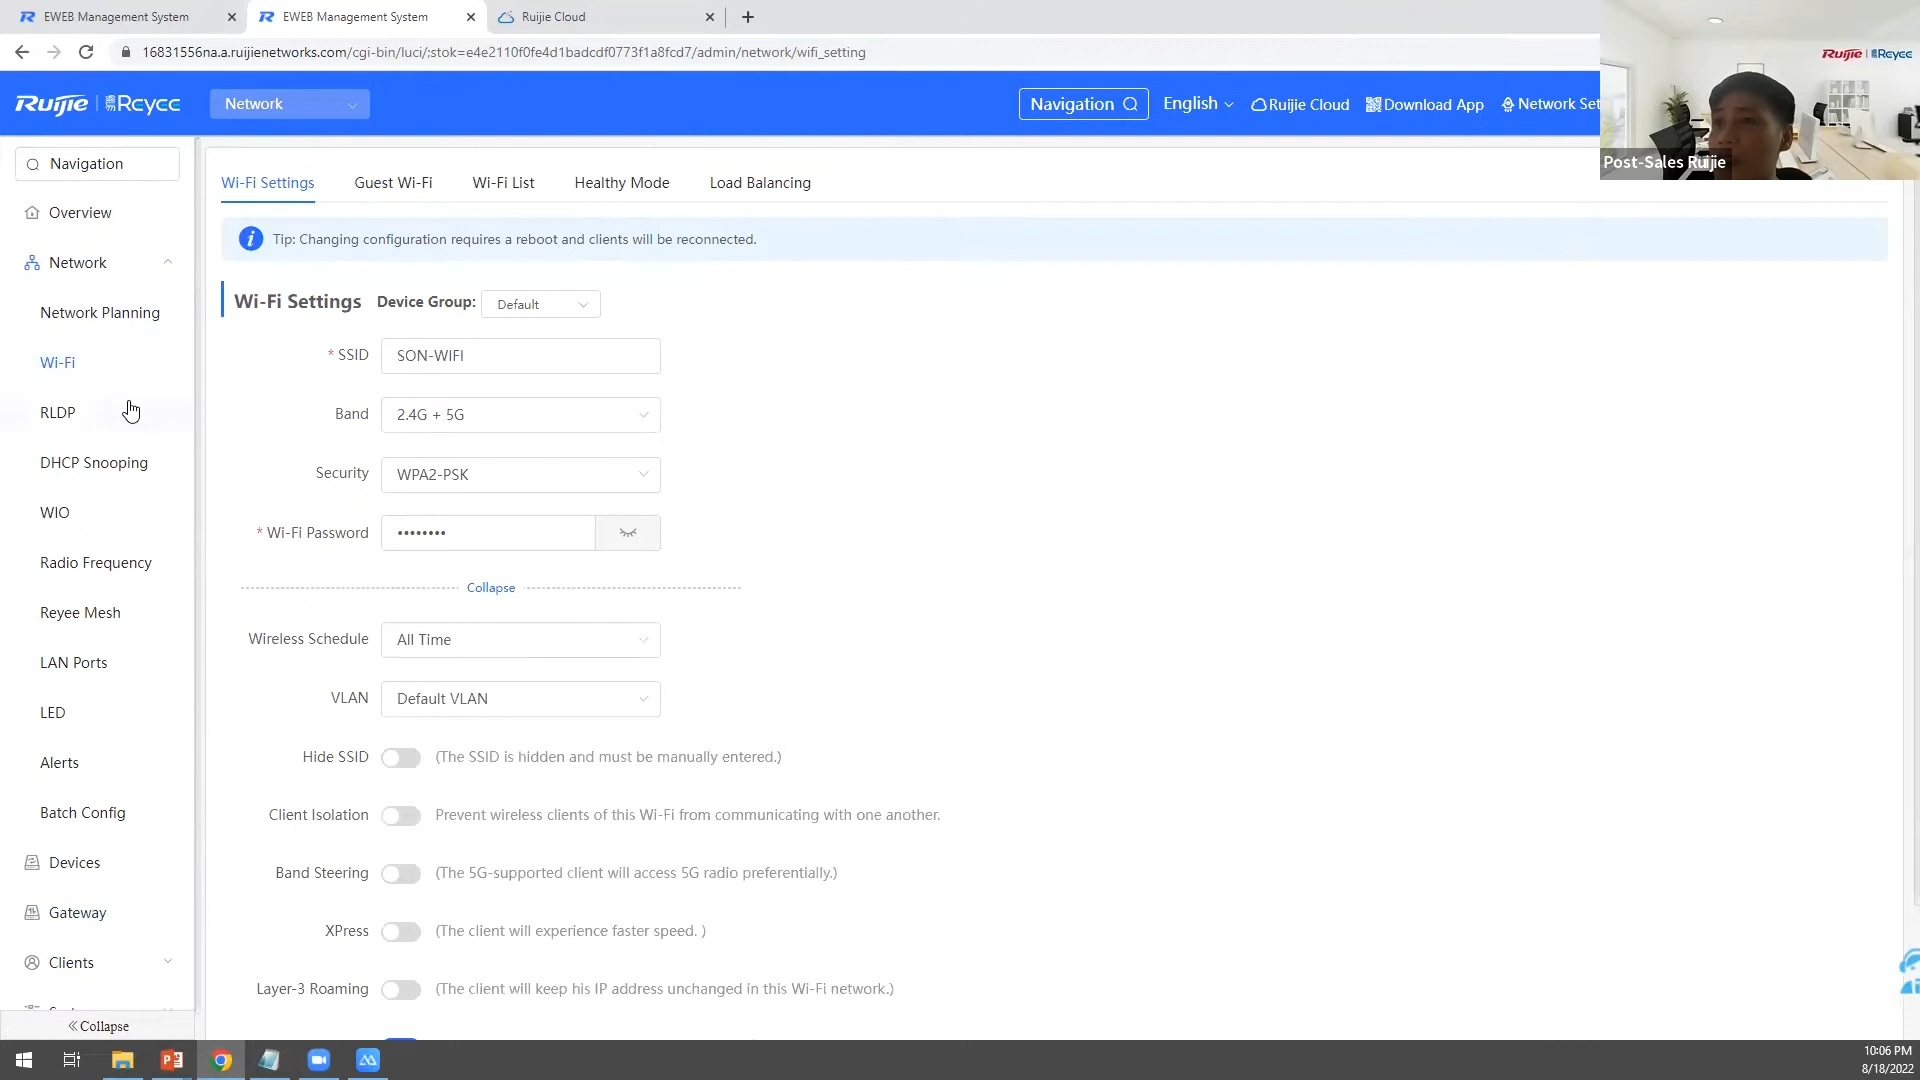 EWEB Management System
EWEB Management System
Ruijie Cloud
16831556na.a.ruijienetworks.com/cgi-bin/luci/;stok=e4e2110f0fe4d1badcdf0773f1a8fcd7/admin/network/wifi_setting
Ruijie | Reyee
Network
Navigation
English
Ruijie Cloud
Download App
Network Set
Ruijie | Reyee
Post-Sales Ruijie
Navigation
Overview
Network
Network Planning
Wi-Fi
RLDP
DHCP Snooping
WIO
Radio Frequency
Reyee Mesh
LAN Ports
LED
Alerts
Batch Config
Devices
Gateway
Clients
Collapse
Wi-Fi Settings
Guest Wi-Fi
Wi-Fi List
Healthy Mode
Load Balancing
Tip: Changing configuration requires a reboot and clients will be reconnected.
Wi-Fi Settings Device Group: Default
* SSID SON-WIFI
Band 2.4G + 5G
Security WPA2-PSK
* Wi-Fi Password ••••••••
Collapse
Wireless Schedule All Time
VLAN Default VLAN
Hide SSID (The SSID is hidden and must be manually entered.)
Client Isolation Prevent wireless clients of this Wi-Fi from communicating with one another.
Band Steering (The 5G-supported client will access 5G radio preferentially.)
XPress (The client will experience faster speed. )
Layer-3 Roaming (The client will keep his IP address unchanged in this Wi-Fi network.)
10:06 PM
8/18/2022